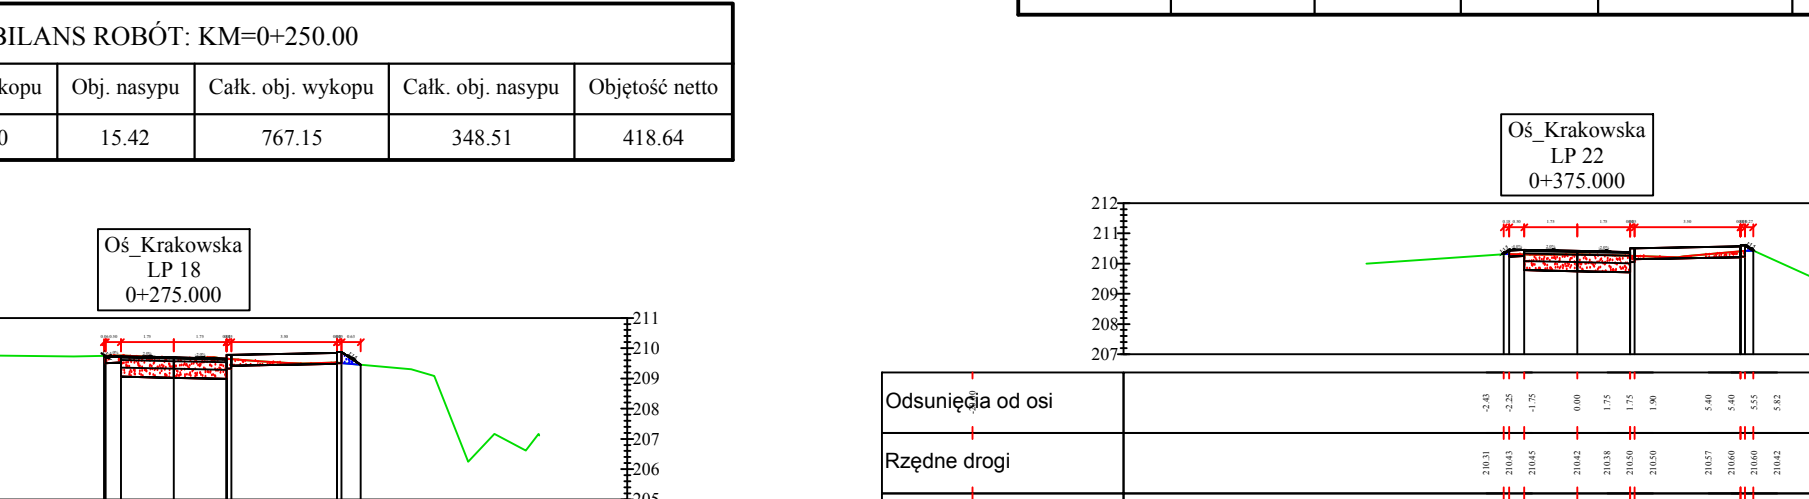 BILANS ROBÓT: KM=0+250.00
kopu Obj. nasypu Całk. obj. wykopu Całk. obj. nasypu Objętość netto
0 15.42 767.15 348.51 418.64
Oś_Krakowska
LP 18
0+275.000
211
210
209
208
207
206
205
Oś_Krakowska
LP 22
0+375.000
212
211
210
209
208
207
Odsunięcia od osi -2.43 -2.25 -1.75 0.00 1.75 1.75 1.90 5.40 5.40 5.55 5.82
Rzędne drogi 210.31 210.43 210.45 210.42 210.38 210.50 210.50 210.57 210.60 210.60 210.42